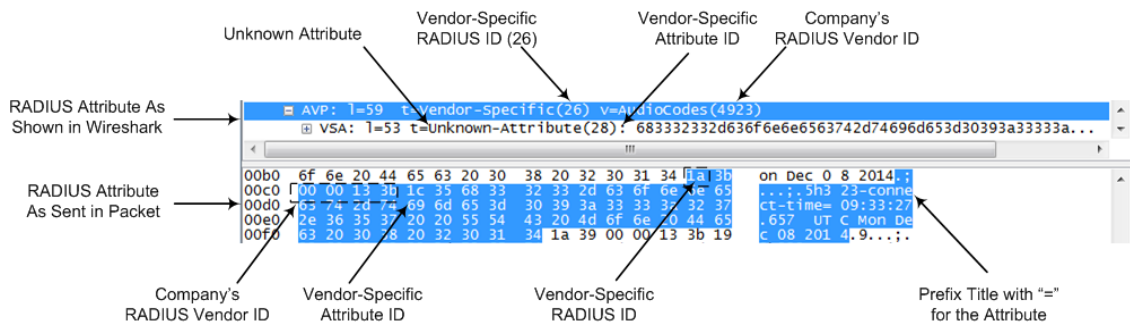 Vendor-Specific
RADIUS ID (26)
Vendor-Specific
Attribute ID
Company's
RADIUS Vendor ID
Unknown Attribute
RADIUS Attribute As
Shown in Wireshark
AVP: l=59 t=Vendor-Specific(26) v=AudioCodes(4923)
VSA: l=53 t=Unknown-Attribute(28): 683332332d636f6e6e6563742d74696d653d30393a33333a...
RADIUS Attribute
As Sent in Packet
00b0 6f 6e 20 44 65 63 20 30 38 20 32 30 31 34 1a 3b on Dec 0 8 2014.;
00c0 00 00 13 3b 1c 35 68 33 32 33 2d 63 6f 6e 6e 65 ...;.5h3 23-conne
00d0 63 74 2d 74 69 6d 65 3d 30 39 3a 33 33 3a 32 37 ct-time= 09:33:27
00e0 2e 36 35 37 20 20 55 54 43 20 4d 6f 6e 20 44 65 .657  UT C Mon De
00f0 63 20 30 38 20 32 30 31 34 1a 39 00 00 13 3b 19 c 08 201 4.9...;.
Company's
RADIUS Vendor ID
Vendor-Specific
Attribute ID
Vendor-Specific
RADIUS ID
Prefix Title with "="
for the Attribute